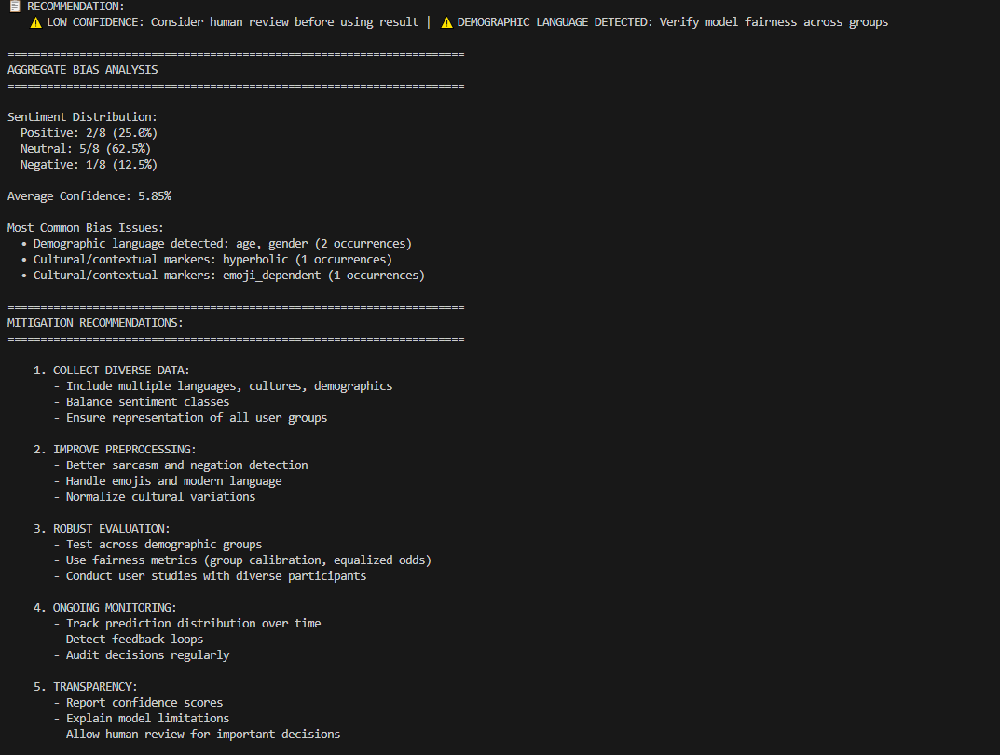 📋 RECOMMENDATION:
⚠️ LOW CONFIDENCE: Consider human review before using result | ⚠️ DEMOGRAPHIC LANGUAGE DETECTED: Verify model fairness across groups
======================================================================
AGGREGATE BIAS ANALYSIS
======================================================================
Sentiment Distribution:
Positive: 2/8 (25.0%)
Neutral: 5/8 (62.5%)
Negative: 1/8 (12.5%)
Average Confidence: 5.85%
Most Common Bias Issues:
• Demographic language detected: age, gender (2 occurrences)
• Cultural/contextual markers: hyperbolic (1 occurrences)
• Cultural/contextual markers: emoji_dependent (1 occurrences)
======================================================================
MITIGATION RECOMMENDATIONS:
======================================================================
1. COLLECT DIVERSE DATA:
- Include multiple languages, cultures, demographics
- Balance sentiment classes
- Ensure representation of all user groups
2. IMPROVE PREPROCESSING:
- Better sarcasm and negation detection
- Handle emojis and modern language
- Normalize cultural variations
3. ROBUST EVALUATION:
- Test across demographic groups
- Use fairness metrics (group calibration, equalized odds)
- Conduct user studies with diverse participants
4. ONGOING MONITORING:
- Track prediction distribution over time
- Detect feedback loops
- Audit decisions regularly
5. TRANSPARENCY:
- Report confidence scores
- Explain model limitations
- Allow human review for important decisions